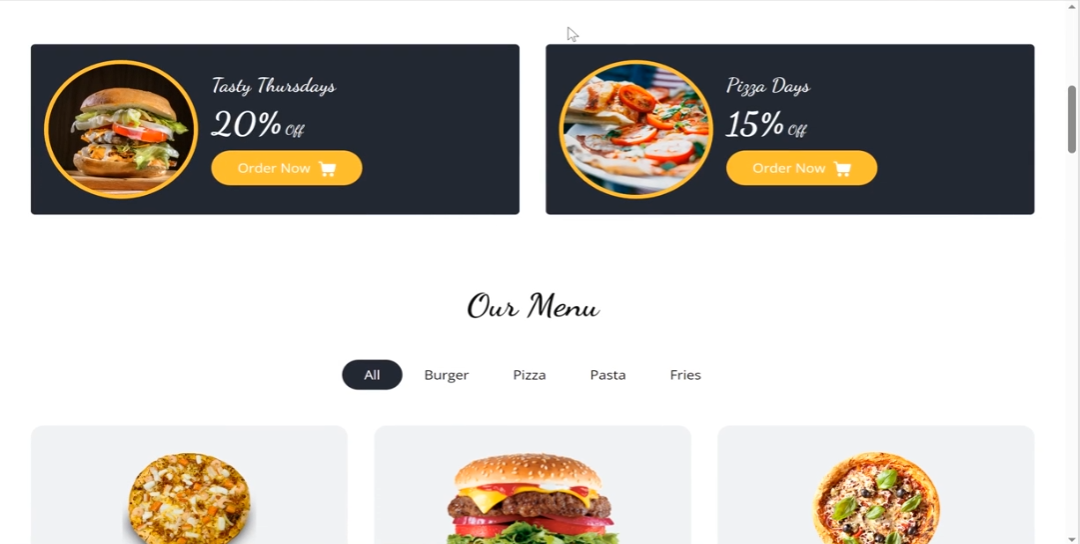 Tasty Thursdays
20% Off
Order Now
Pizza Days
15% Off
Order Now
Our Menu
All Burger Pizza Pasta Fries